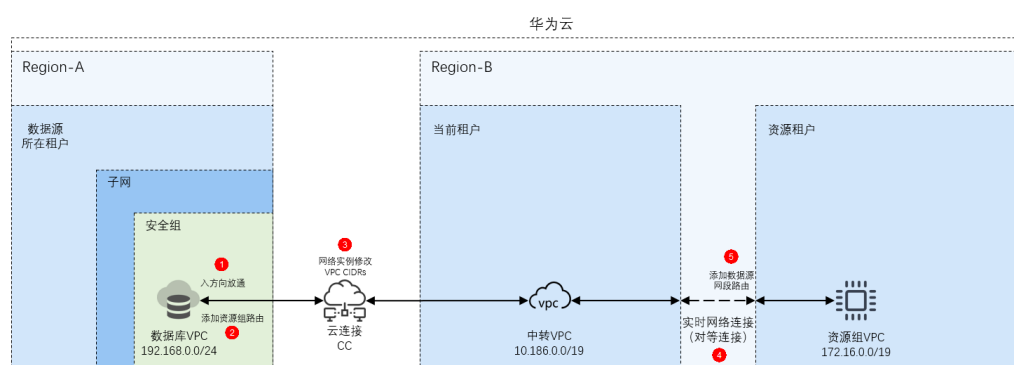 华为云
Region-A
Region-B
数据源
所在租户
当前租户
资源租户
子网
安全组
1
入方向放通
添加资源组路由
2
数据库VPC
192.168.0.0/24
3
网络实例修改
VPC CIDRs
云连接
CC
vpc
中转VPC
10.186.0.0/19
5
添加数据源
网段路由
实时网络连接
（对等连接）
4
资源组VPC
172.16.0.0/19